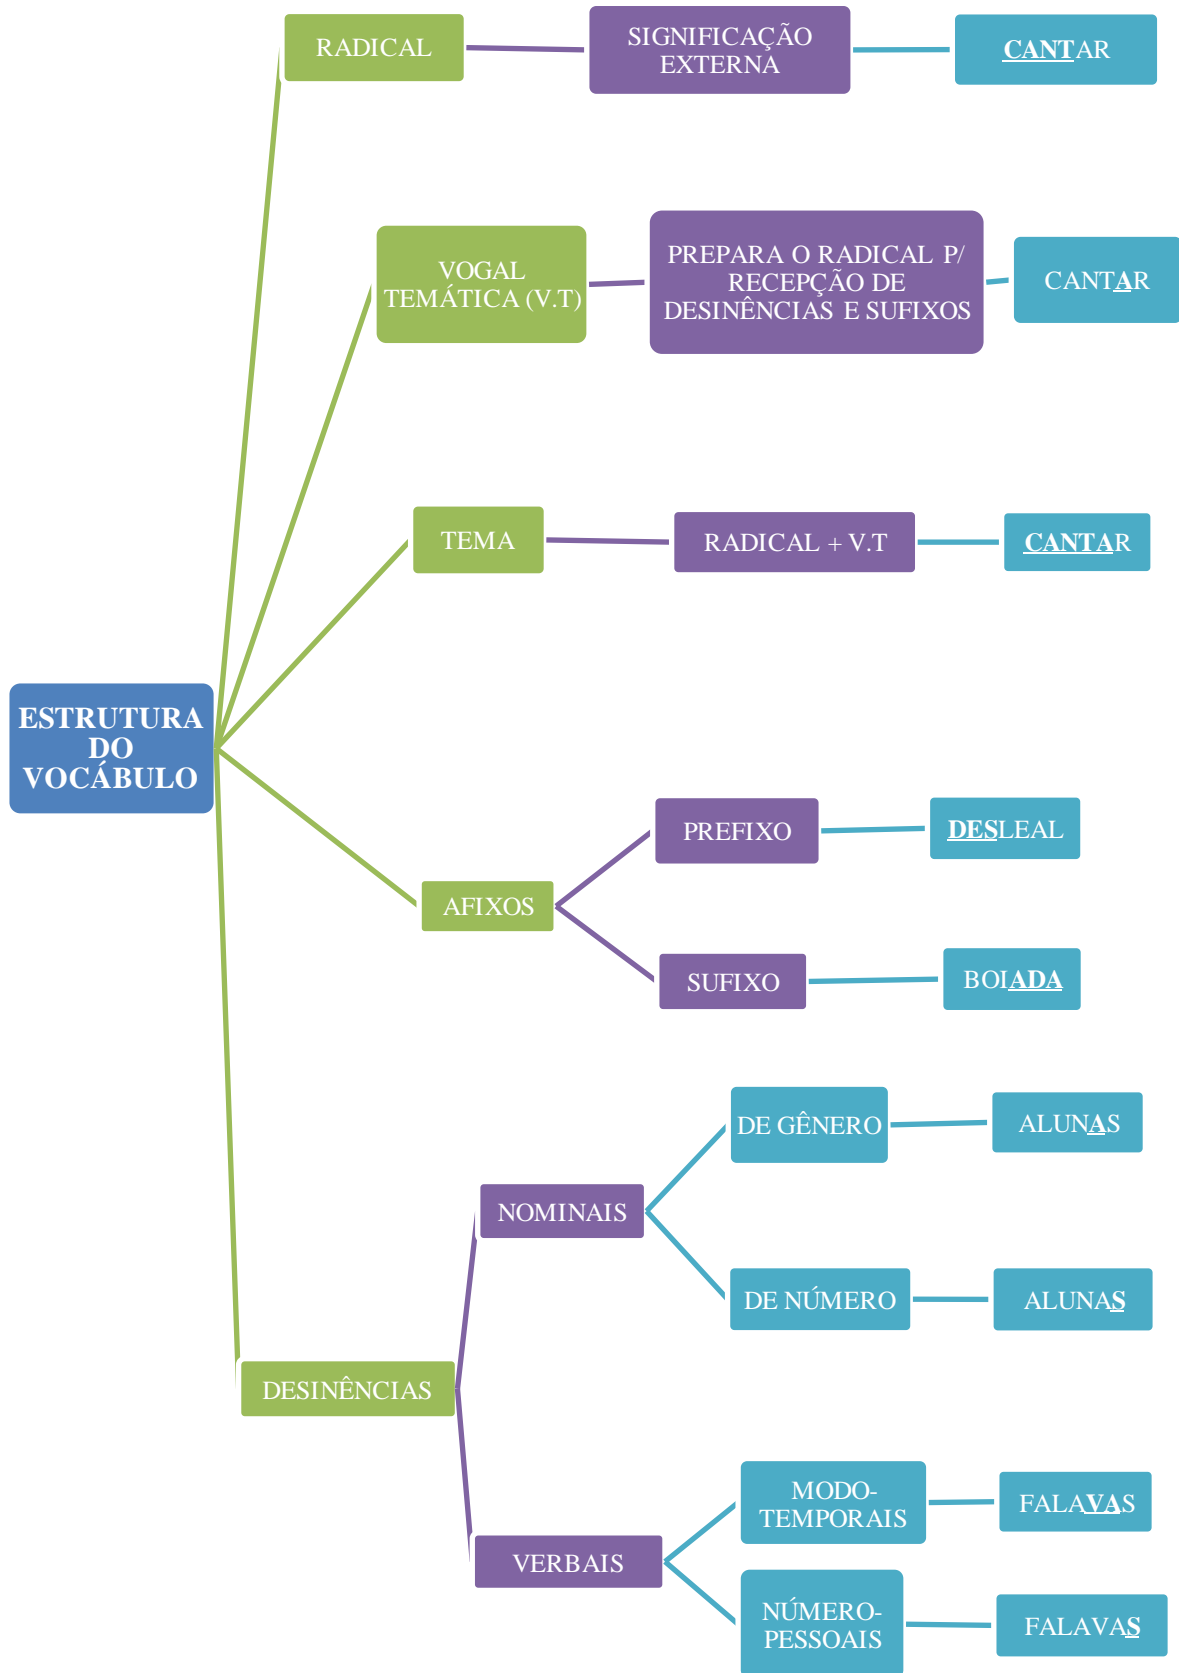 RADICAL
SIGNIFICAÇÃO
EXTERNA
CANTAR
VOGAL
TEMÁTICA (V.T)
PREPARA O RADICAL P/
RECEPÇÃO DE
DESINÊNCIAS E SUFIXOS
CANTAR
TEMA
RADICAL + V.T
CANTAR
ESTRUTURA
DO
VOCÁBULO
AFIXOS
PREFIXO
DESLEAL
SUFIXO
BOIADA
DESINÊNCIAS
NOMINAIS
DE GÊNERO
ALUNAS
DE NÚMERO
ALUNAS
VERBAIS
MODO-
TEMPORAIS
FALAVAS
NÚMERO-
PESSOAIS
FALAVAS